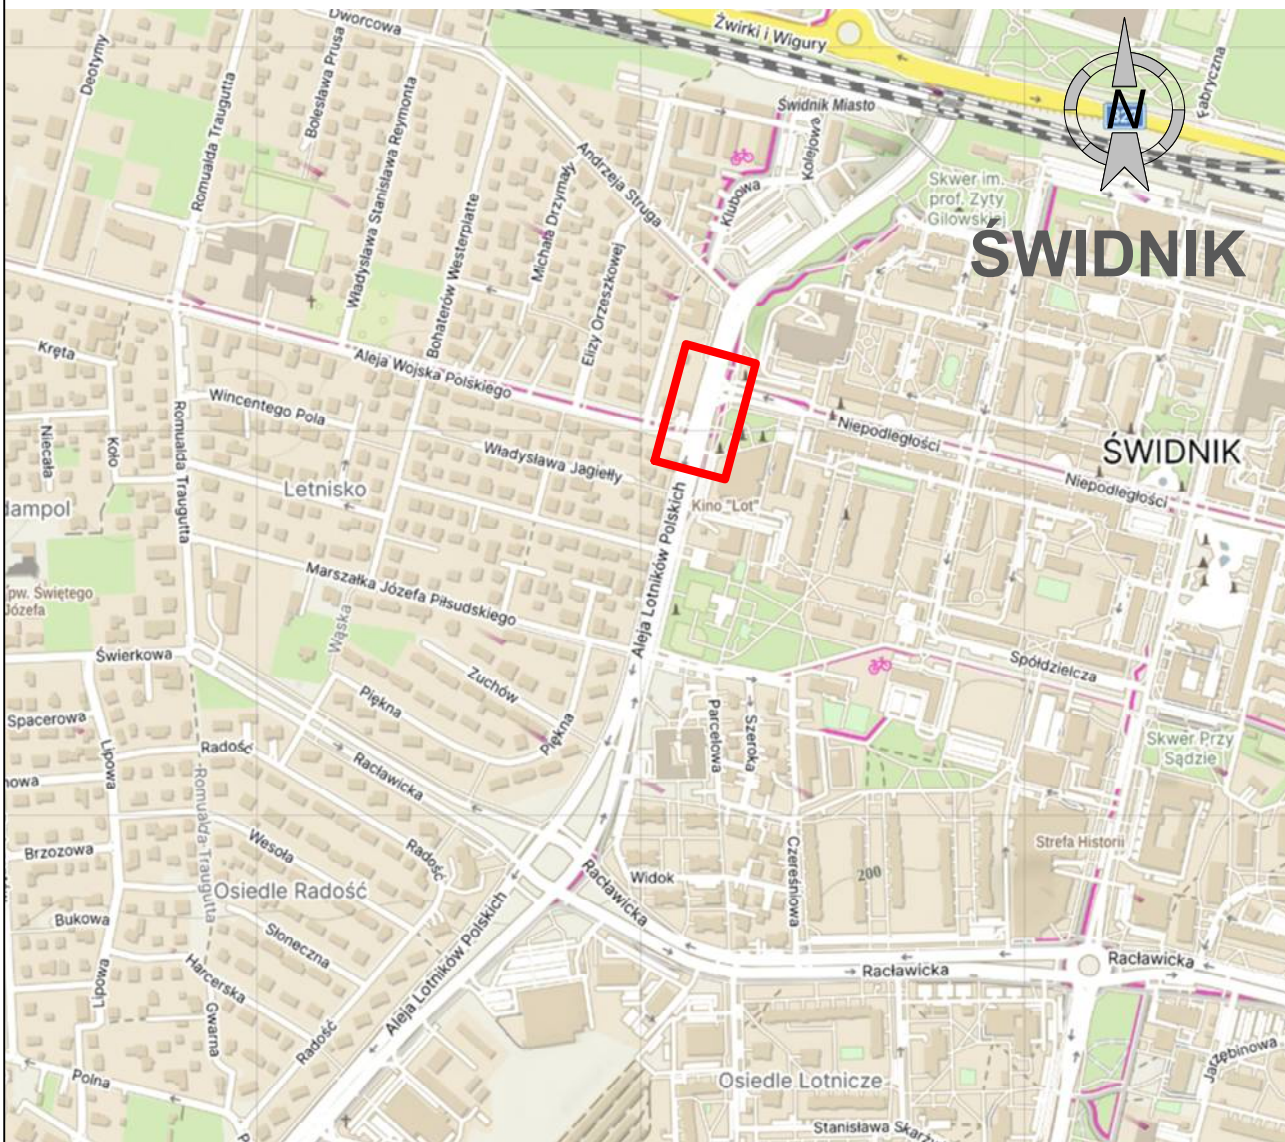 Dworcowa
Żwirki i Wigury
Deotymy
Bolesława Prusa
Fabryczna
N
Świdnik Miasto
Romualda Traugutta
Władysława Stanisława Reymonta
Andrzeja Struga
Kolejowa
Michała Drzymały
Klubowa
Skwer im.
prof. Zyty
Bohaterów Westerplatte
Elizy Orzeszkowej
ŚWIDNIK
Kręta
Aleja Wojska Polskiego
Wincentego Pola
Romualda Traugutta
Niecała
Koło
Władysława Jagiełły
Niepodległości
ŚWIDNIK
Letnisko
Niepodległości
dampol
Kino "Lot"
Aleja Lotników Polskich
Marszałka Józefa Piłsudskiego
pw. Świętego
Józefa
Wąska
Świerkowa
Zuchów
Spółdzielcza
Piękna
Piękna
Parcelowa
Szeroka
Spacerowa
Lipowa
Radość
Skwer Przy
Sądzie
Racławicka
Romualda Traugutta
nowa
Wesoła
Radość
Brzozowa
Strefa Historii
Czereśniowa
Widok
200
Racławicka
Osiedle Radość
Bukowa
Słoneczna
Aleja Lotników Polskich
Racławicka
Racławicka
Harcerska
Lipowa
Gwarna
Radość
Jarzębinowa
Polna
Osiedle Lotnicze